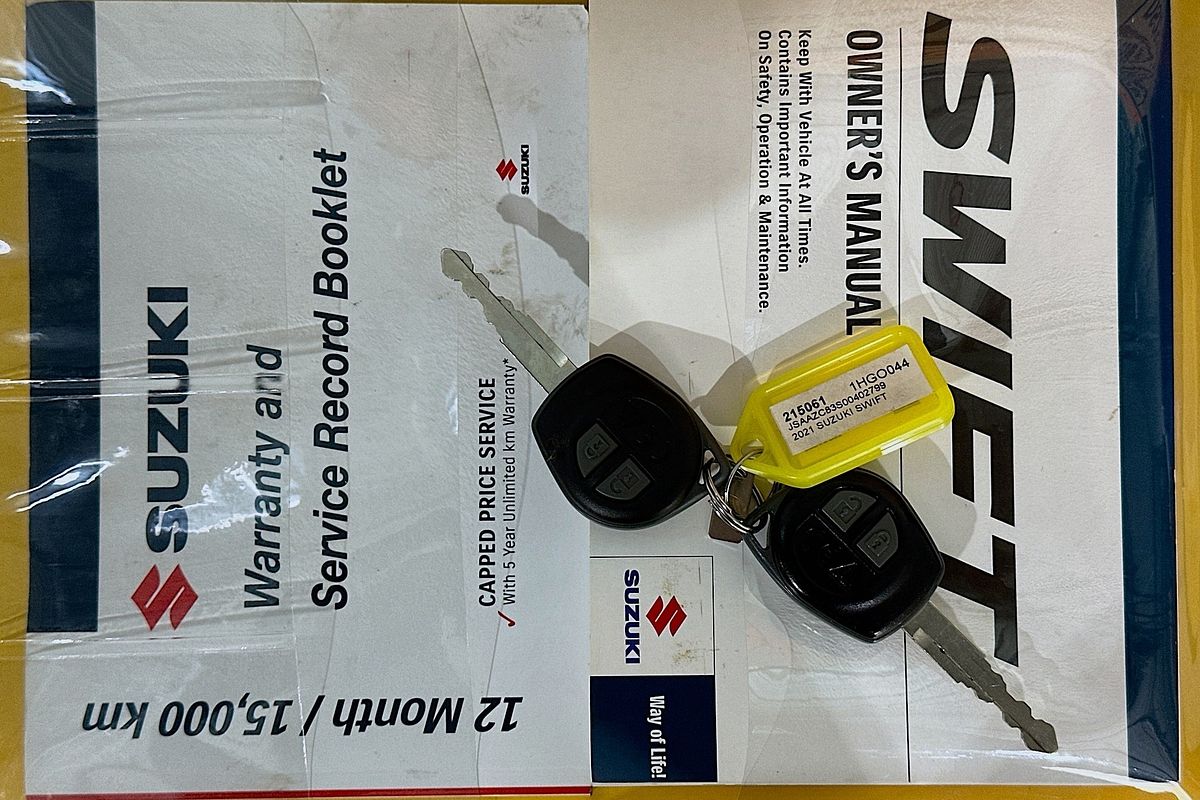 SUZUKI
Warranty and
Service Record Booklet
SUZUKI
CAPPED PRICE SERVICE
✓ With 5 Year Unlimited km Warranty*
12 Month / 15,000 km
SWIFT
OWNER'S MANUAL
Keep With Vehicle At All Times.
Contains Important Information
On Safety, Operation & Maintenance.
SUZUKI
Way of Life!
1HGO044
215061
JSAAZC83S00402799
2021 SUZUKI SWIFT